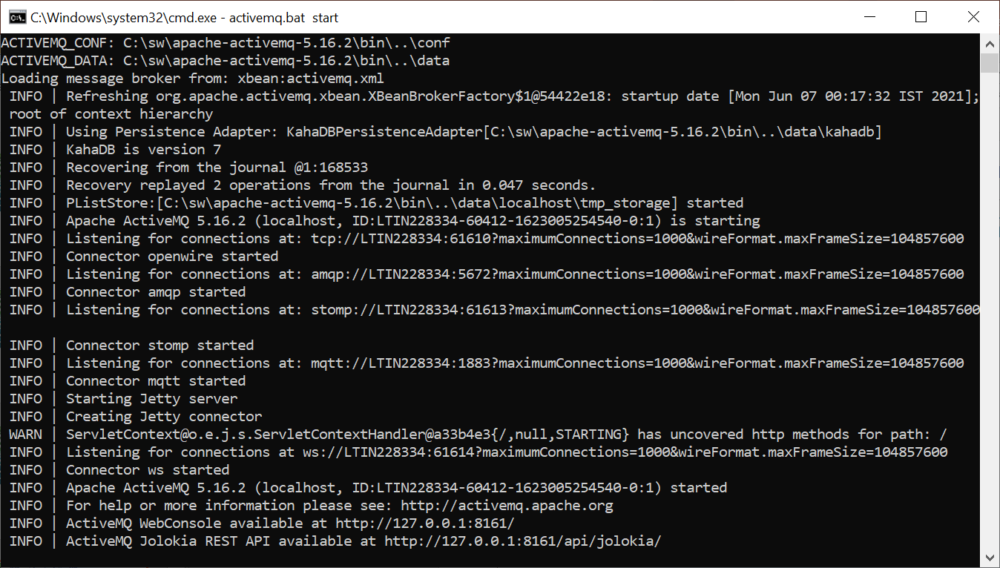 C:\Windows\system32\cmd.exe - activemq.bat  start
ACTIVEMQ_CONF: C:\sw\apache-activemq-5.16.2\bin\..\conf
ACTIVEMQ_DATA: C:\sw\apache-activemq-5.16.2\bin\..\data
Loading message broker from: xbean:activemq.xml
 INFO | Refreshing org.apache.activemq.xbean.XBeanBrokerFactory$1@54422e18: startup date [Mon Jun 07 00:17:32 IST 2021];
 root of context hierarchy
 INFO | Using Persistence Adapter: KahaDBPersistenceAdapter[C:\sw\apache-activemq-5.16.2\bin\..\data\kahadb]
 INFO | KahaDB is version 7
 INFO | Recovering from the journal @1:168533
 INFO | Recovery replayed 2 operations from the journal in 0.047 seconds.
 INFO | PListStore:[C:\sw\apache-activemq-5.16.2\bin\..\data\localhost\tmp_storage] started
 INFO | Apache ActiveMQ 5.16.2 (localhost, ID:LTIN228334-60412-1623005254540-0:1) is starting
 INFO | Listening for connections at: tcp://LTIN228334:61610?maximumConnections=1000&wireFormat.maxFrameSize=104857600
 INFO | Connector openwire started
 INFO | Listening for connections at: amqp://LTIN228334:5672?maximumConnections=1000&wireFormat.maxFrameSize=104857600
 INFO | Connector amqp started
 INFO | Listening for connections at: stomp://LTIN228334:61613?maximumConnections=1000&wireFormat.maxFrameSize=104857600
 INFO | Connector stomp started
 INFO | Listening for connections at: mqtt://LTIN228334:1883?maximumConnections=1000&wireFormat.maxFrameSize=104857600
 INFO | Connector mqtt started
 INFO | Starting Jetty server
 INFO | Creating Jetty connector
 WARN | ServletContext@o.e.j.s.ServletContextHandler@a33b4e3{/,null,STARTING} has uncovered http methods for path: /
 INFO | Listening for connections at ws://LTIN228334:61614?maximumConnections=1000&wireFormat.maxFrameSize=104857600
 INFO | Connector ws started
 INFO | Apache ActiveMQ 5.16.2 (localhost, ID:LTIN228334-60412-1623005254540-0:1) started
 INFO | For help or more information please see: http://activemq.apache.org
 INFO | ActiveMQ WebConsole available at http://127.0.0.1:8161/
 INFO | ActiveMQ Jolokia REST API available at http://127.0.0.1:8161/api/jolokia/